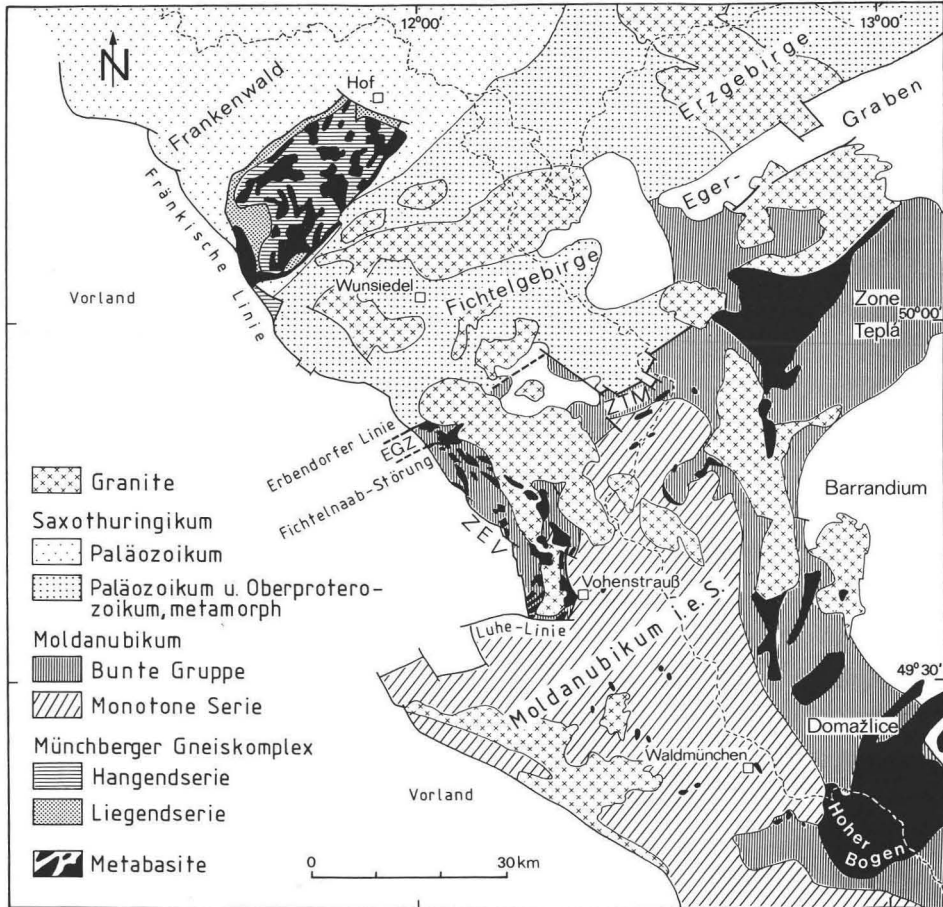 12°00'
13°00'
N
Hof
Frankenwald
Erzgebirge
Graben
Eger-
Fränkische Linie
Vorland
Wunsiedel
Fichtelgebirge
Zone
Teplá
50°00'
ZTM
Erbendorfer Linie
EGZ
Fichtelnaab-Störung
ZEV
Barrandium
Vohenstrauß
Luhe-Linie
Moldanubikum i.e.S.
49°30'
Domažlice
Waldmünchen
Vorland
Hoher
Bogen
Granite
Saxothuringikum
Paläozoikum
Paläozoikum u. Oberprotero-
zoikum, metamorph
Moldanubikum
Bunte Gruppe
Monotone Serie
Münchberger Gneiskomplex
Hangendserie
Liegendserie
Metabasite
0 30 km